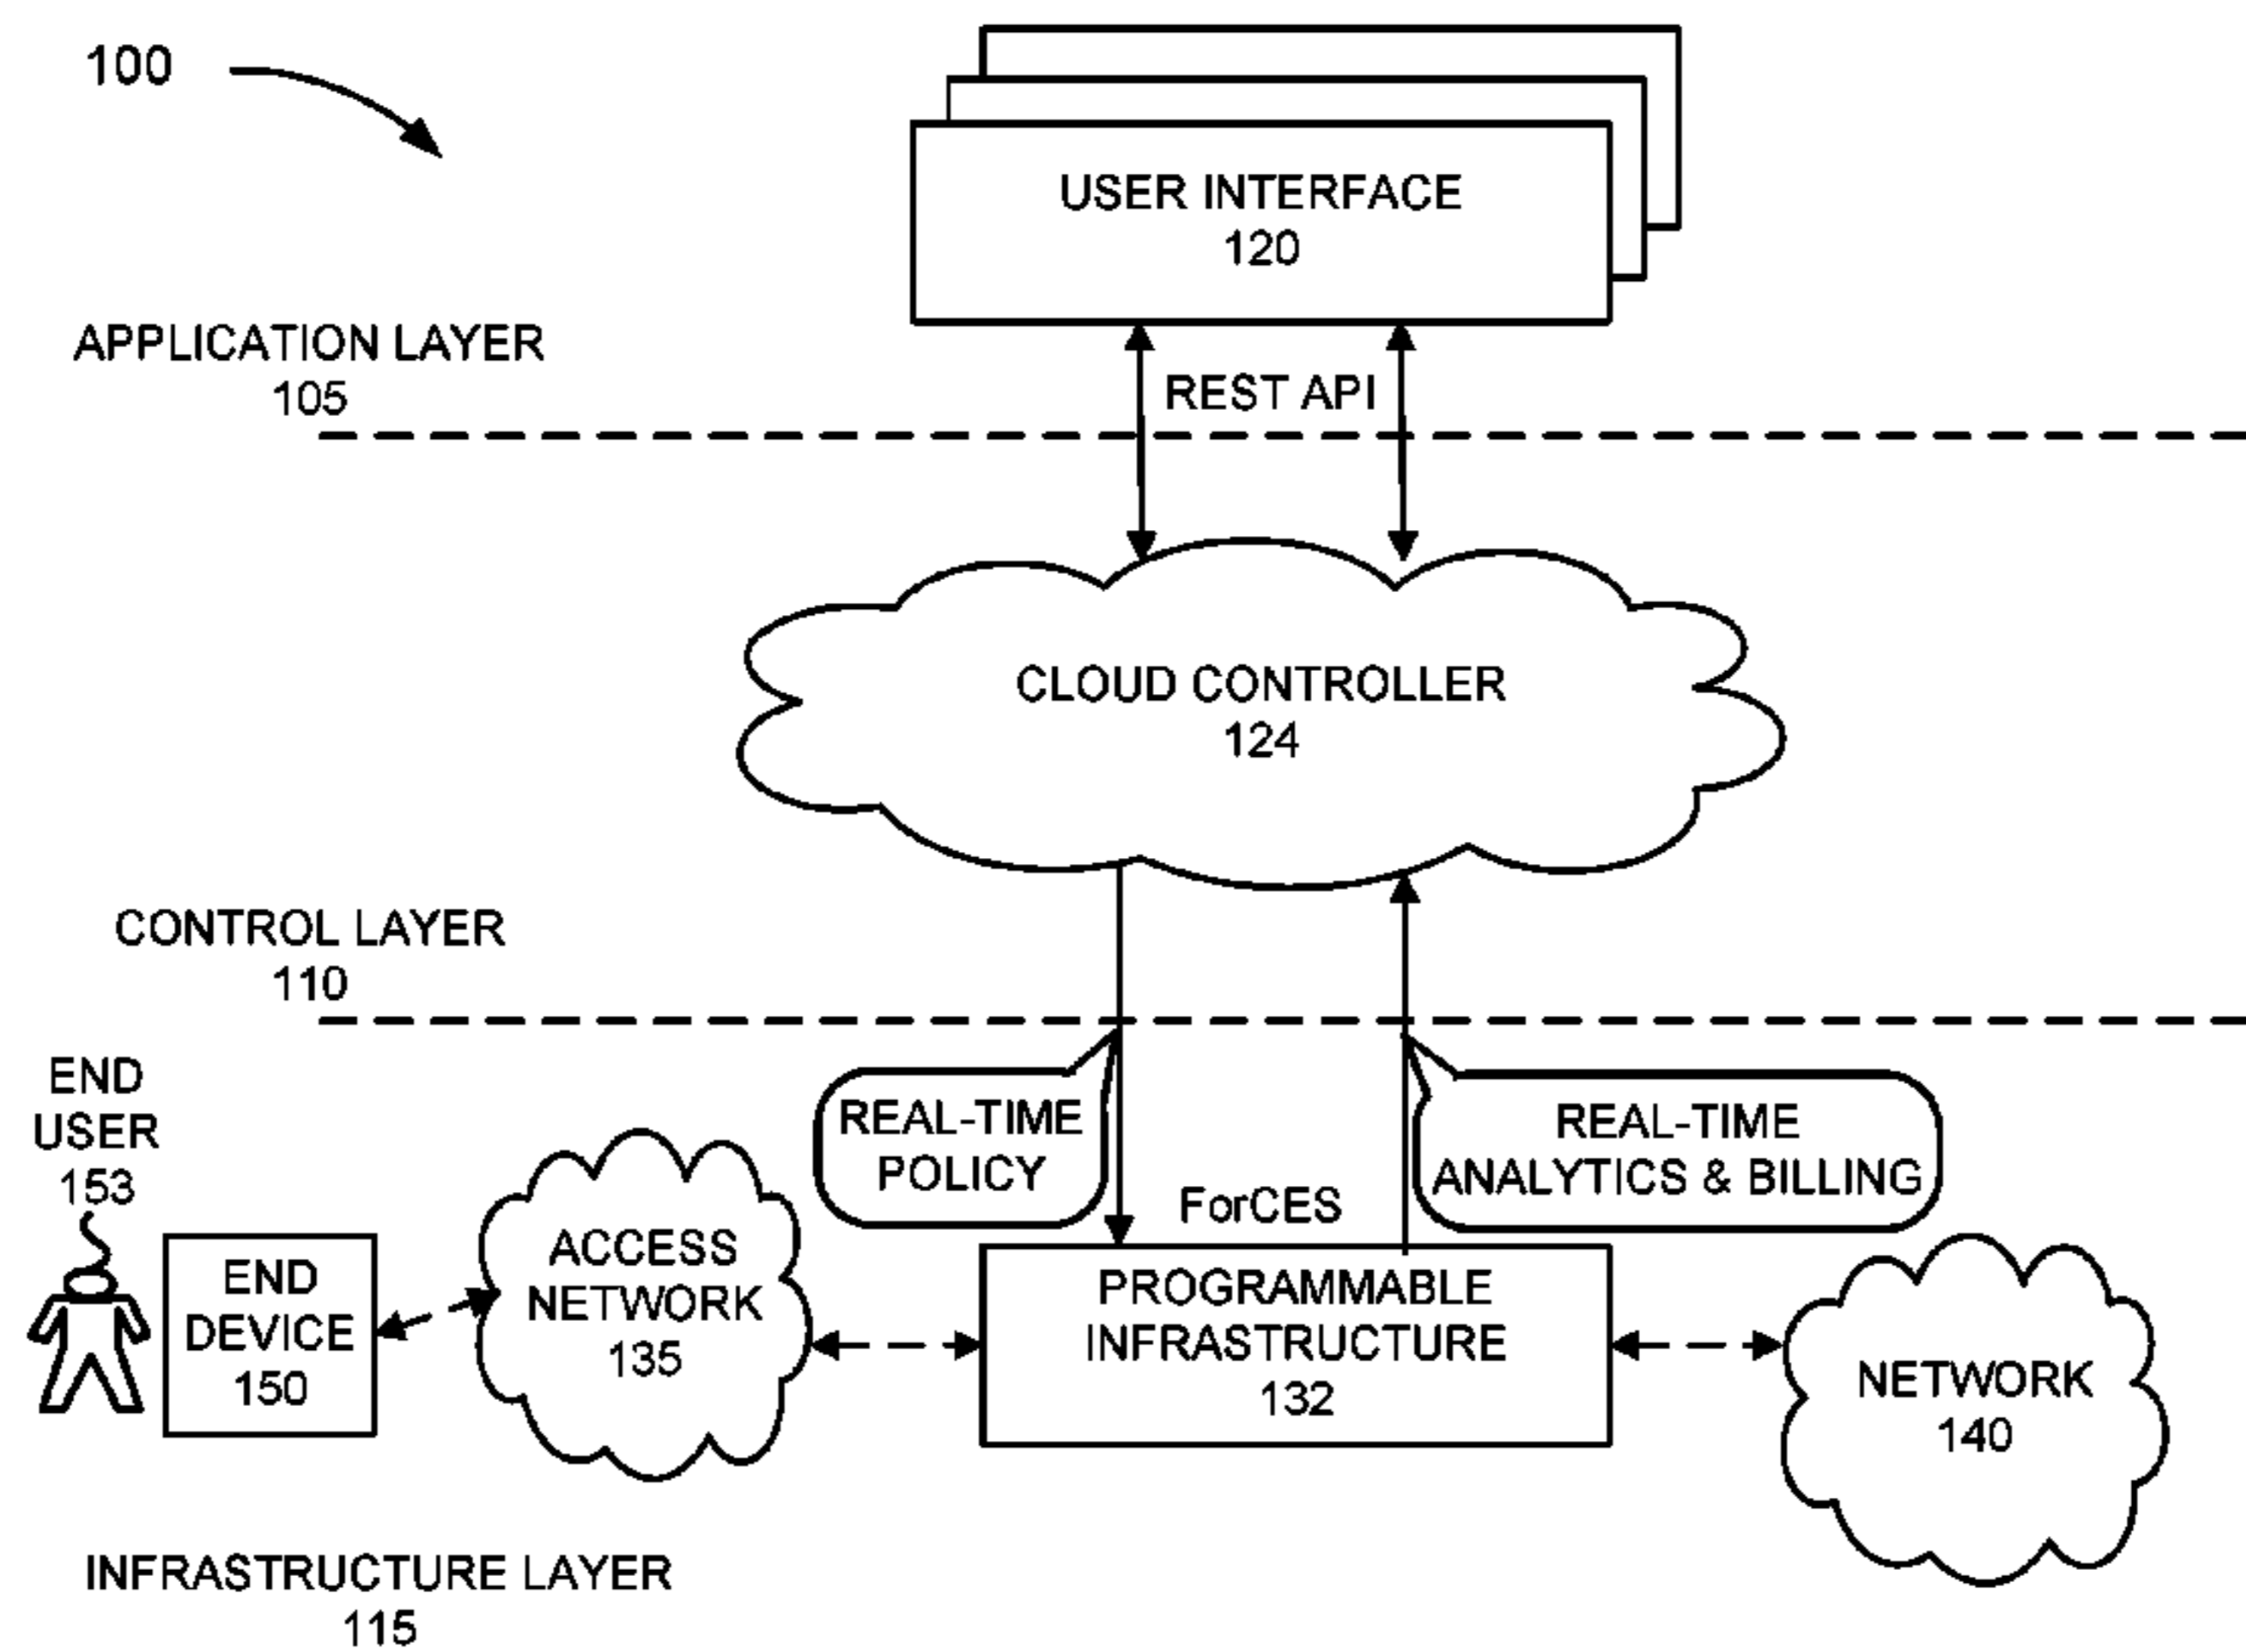 100
USER INTERFACE
120
APPLICATION LAYER
105
REST API
CLOUD CONTROLLER
124
CONTROL LAYER
110
END
USER
153
REAL-TIME
POLICY
REAL-TIME
ANALYTICS & BILLING
ForCES
END
DEVICE
150
ACCESS
NETWORK
135
PROGRAMMABLE
INFRASTRUCTURE
132
NETWORK
140
INFRASTRUCTURE LAYER
115